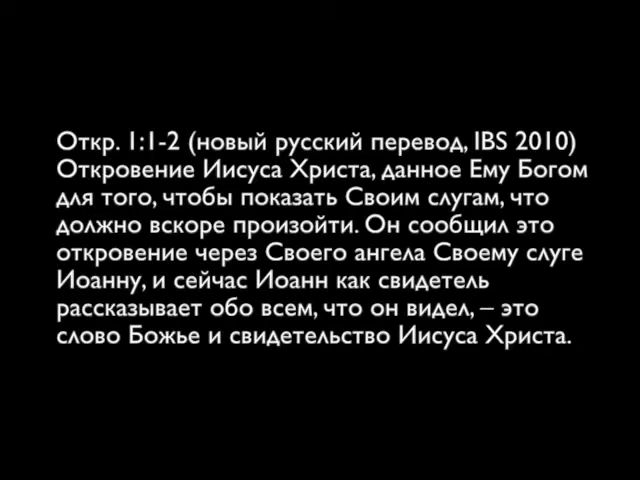 Откр. 1:1-2 (новый русский перевод, IBS 2010)
Откровение Иисуса Христа, данное Ему Богом
для того, чтобы показать Своим слугам, что
должно вскоре произойти. Он сообщил это
откровение через Своего ангела Своему слуге
Иоанну, и сейчас Иоанн как свидетель
рассказывает обо всем, что он видел, – это
слово Божье и свидетельство Иисуса Христа.